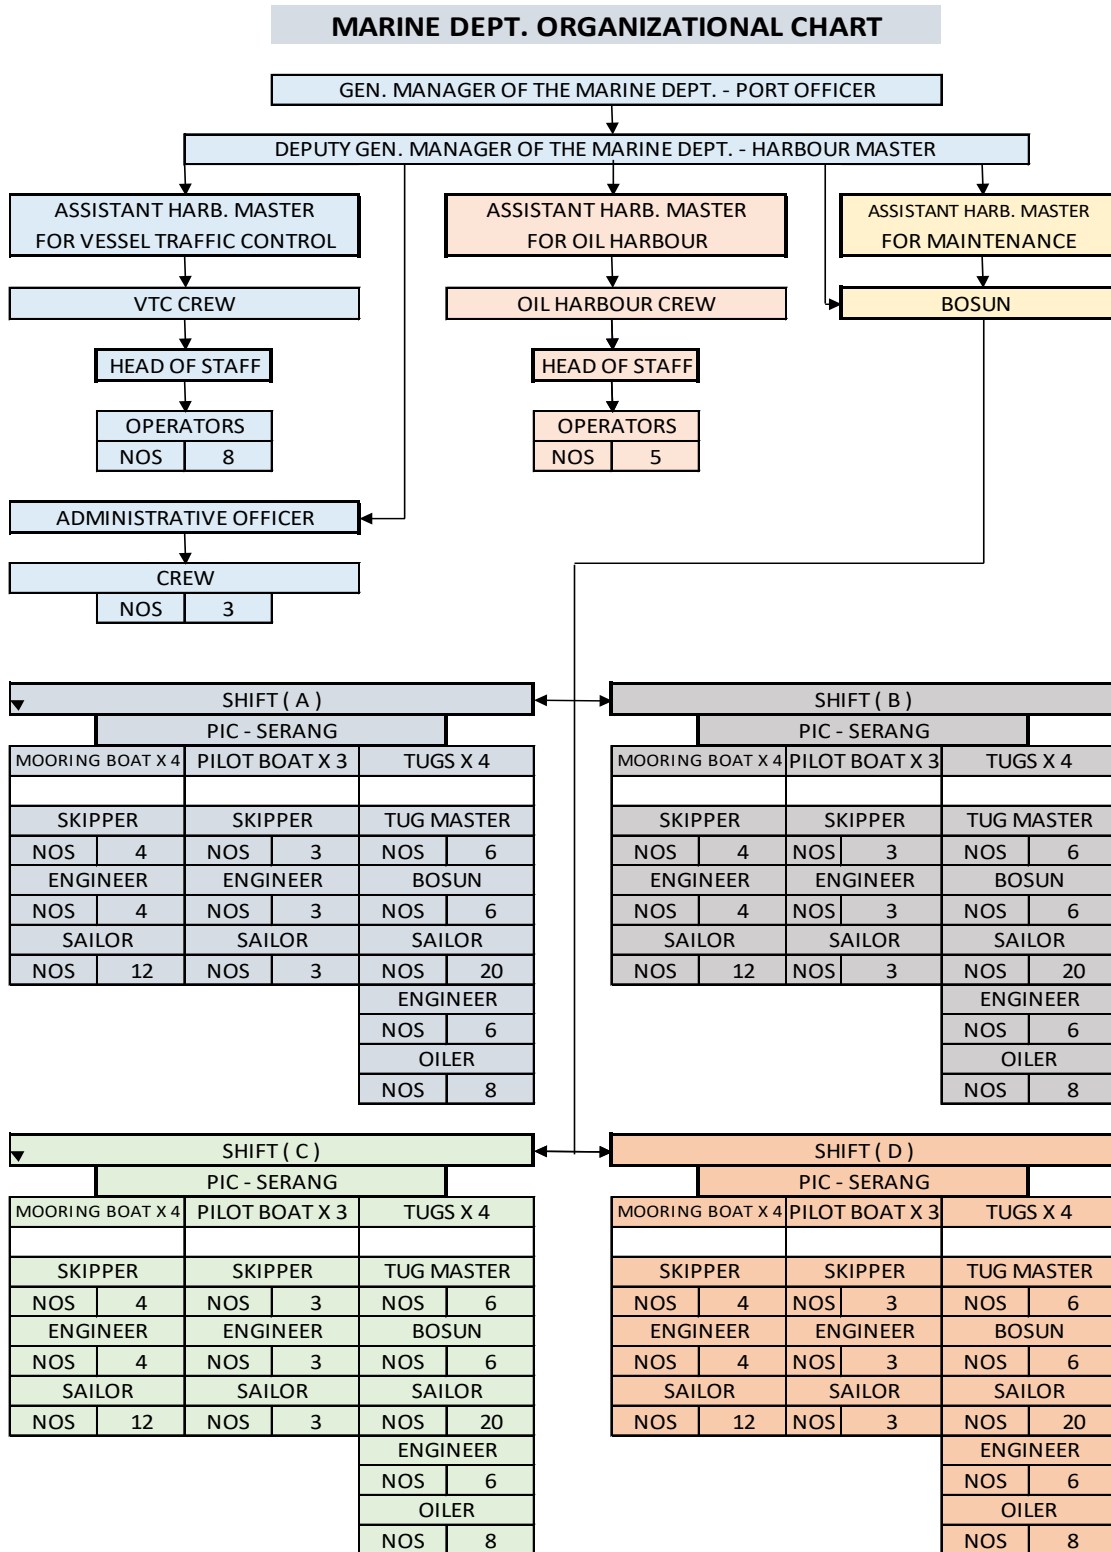 MARINE DEPT. ORGANIZATIONAL CHART
GEN. MANAGER OF THE MARINE DEPT. - PORT OFFICER
DEPUTY GEN. MANAGER OF THE MARINE DEPT. - HARBOUR MASTER
ASSISTANT HARB. MASTER
FOR VESSEL TRAFFIC CONTROL
VTC CREW
HEAD OF STAFF
OPERATORS
NOS 8
ASSISTANT HARB. MASTER
FOR OIL HARBOUR
OIL HARBOUR CREW
HEAD OF STAFF
OPERATORS
NOS 5
ASSISTANT HARB. MASTER
FOR MAINTENANCE
BOSUN
ADMINISTRATIVE OFFICER
CREW
NOS 3
SHIFT ( A )
PIC - SERANG
MOORING BOAT X 4 PILOT BOAT X 3 TUGS X 4
SKIPPER SKIPPER TUG MASTER
NOS 4 NOS 3 NOS 6
ENGINEER ENGINEER BOSUN
NOS 4 NOS 3 NOS 6
SAILOR SAILOR SAILOR
NOS 12 NOS 3 NOS 20
ENGINEER
NOS 6
OILER
NOS 8
SHIFT ( B )
PIC - SERANG
MOORING BOAT X 4 PILOT BOAT X 3 TUGS X 4
SKIPPER SKIPPER TUG MASTER
NOS 4 NOS 3 NOS 6
ENGINEER ENGINEER BOSUN
NOS 4 NOS 3 NOS 6
SAILOR SAILOR SAILOR
NOS 12 NOS 3 NOS 20
ENGINEER
NOS 6
OILER
NOS 8
SHIFT ( C )
PIC - SERANG
MOORING BOAT X 4 PILOT BOAT X 3 TUGS X 4
SKIPPER SKIPPER TUG MASTER
NOS 4 NOS 3 NOS 6
ENGINEER ENGINEER BOSUN
NOS 4 NOS 3 NOS 6
SAILOR SAILOR SAILOR
NOS 12 NOS 3 NOS 20
ENGINEER
NOS 6
OILER
NOS 8
SHIFT ( D )
PIC - SERANG
MOORING BOAT X 4 PILOT BOAT X 3 TUGS X 4
SKIPPER SKIPPER TUG MASTER
NOS 4 NOS 3 NOS 6
ENGINEER ENGINEER BOSUN
NOS 4 NOS 3 NOS 6
SAILOR SAILOR SAILOR
NOS 12 NOS 3 NOS 20
ENGINEER
NOS 6
OILER
NOS 8